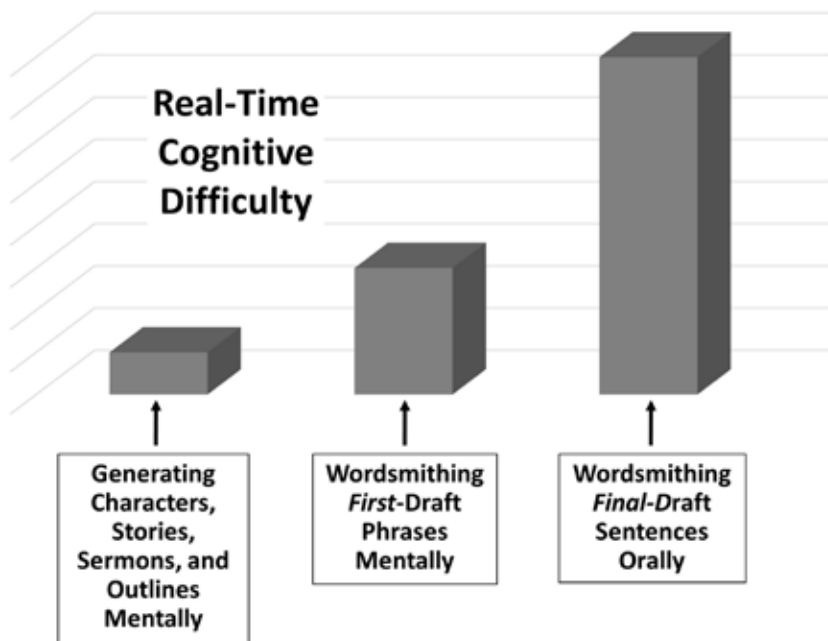 Real-Time
Cognitive
Difficulty
Generating
Characters,
Stories,
Sermons, and
Outlines
Mentally
Wordsmithing
First-Draft
Phrases
Mentally
Wordsmithing
Final-Draft
Sentences
Orally